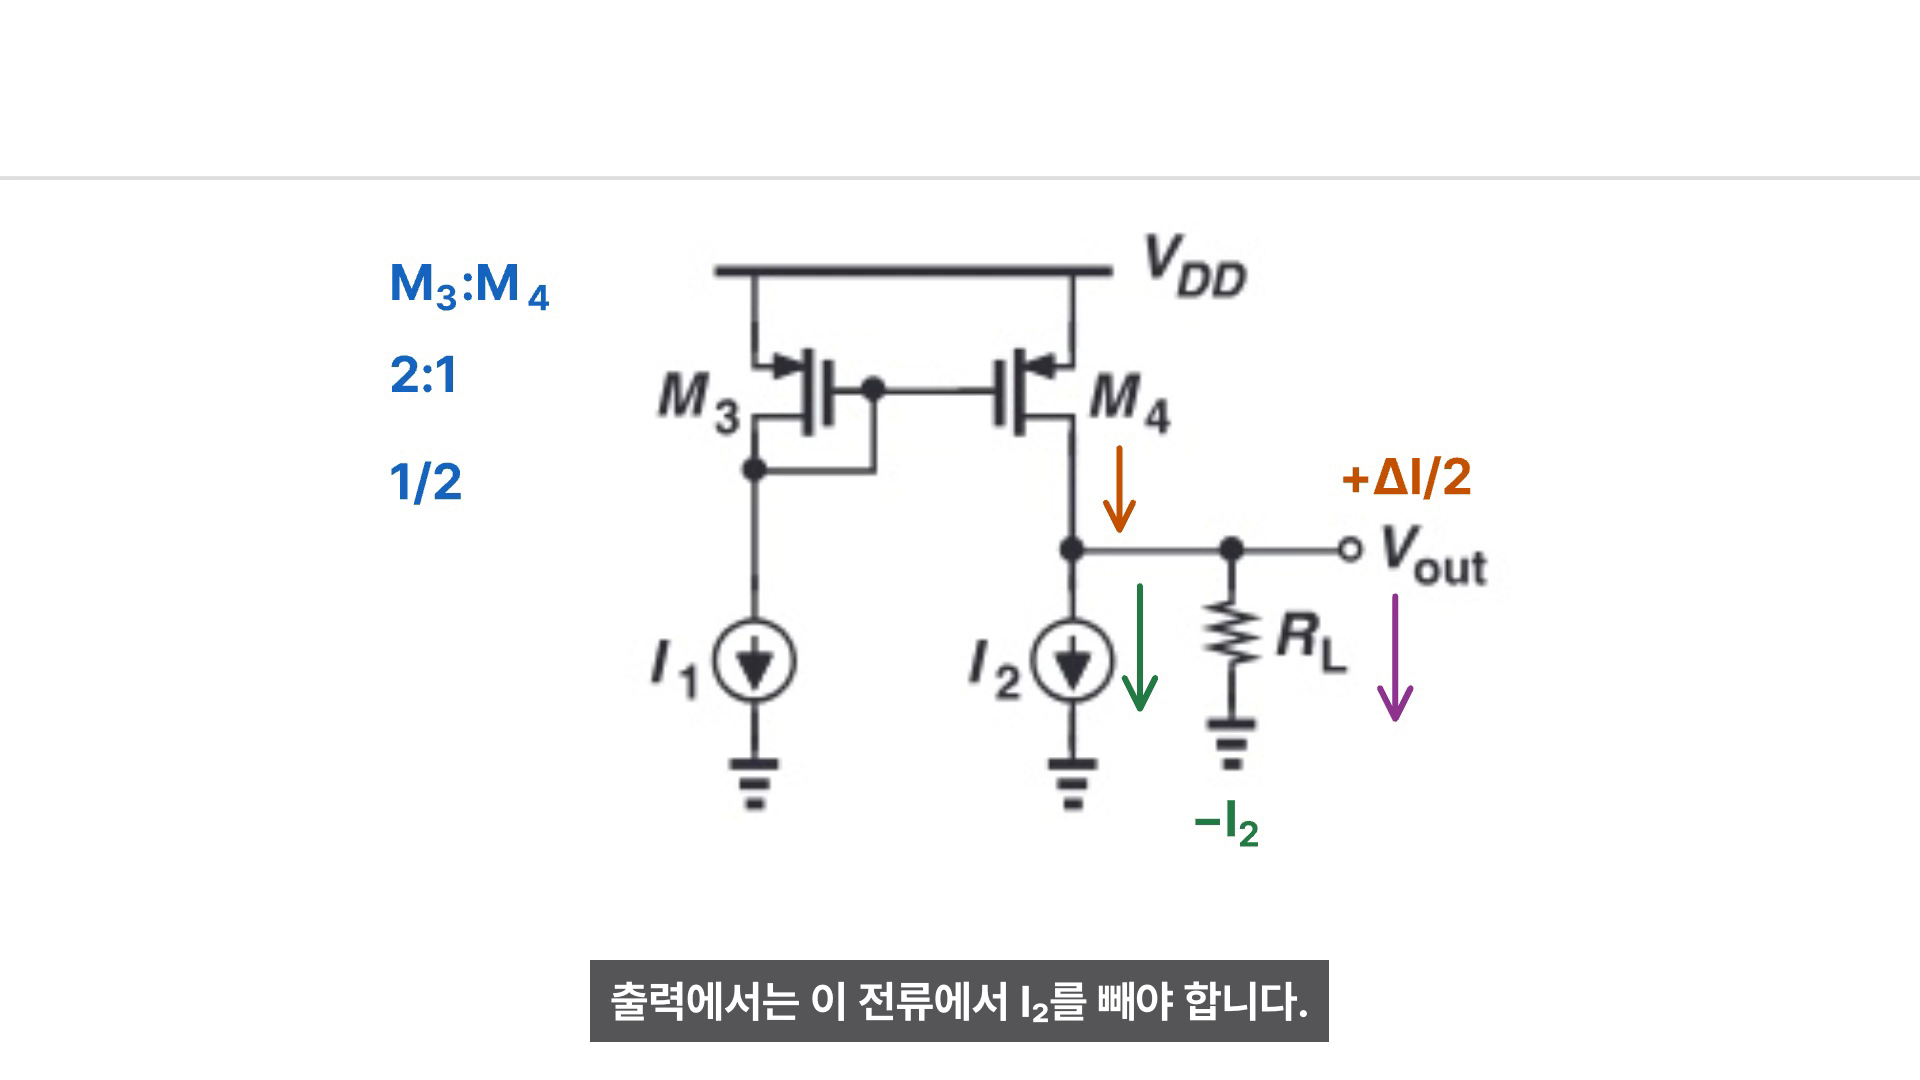 V_DD
M₃:M₄
2:1
M₃
M₄
1/2
+ΔI/2
V_out
I₁
I₂
R_L
−I₂
출력에서는 이 전류에서 I₂를 빼야 합니다.